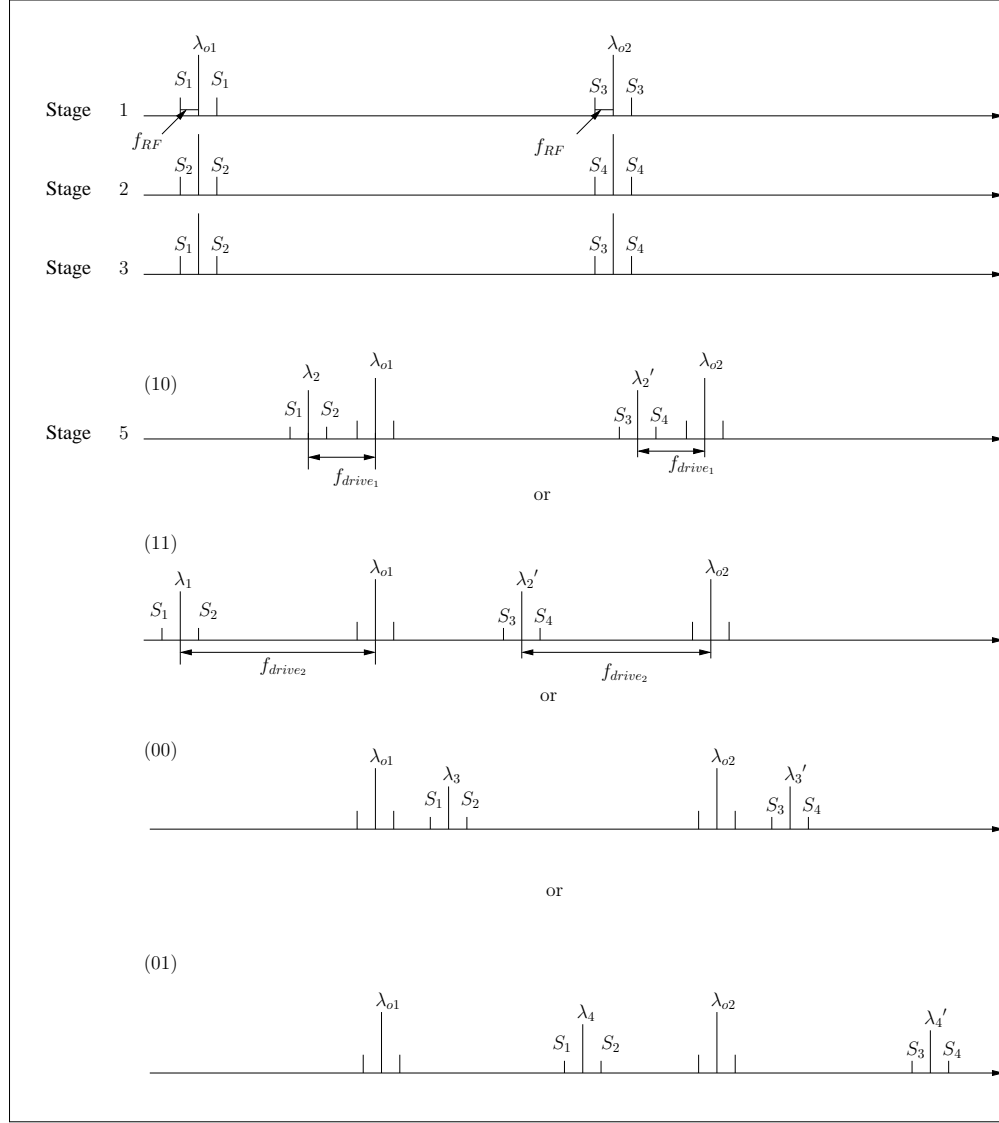 λo1 λo2
S1 S1 S3 S3
Stage 1
fRF fRF
S2 S2 S4 S4
Stage 2
S1 S2 S3 S4
Stage 3
λo1 λo2
(10) λ2 λ2′
S1 S2 S3 S4
Stage 5
fdrive1 fdrive1
or
(11)
λ1 λo1 λ2′ λo2
S1 S2 S3 S4
fdrive2 fdrive2
or
(00)
λo1 λ3 λo2 λ3′
S1 S2 S3 S4
or
(01)
λo1 λ4 λo2 λ4′
S1 S2 S3 S4